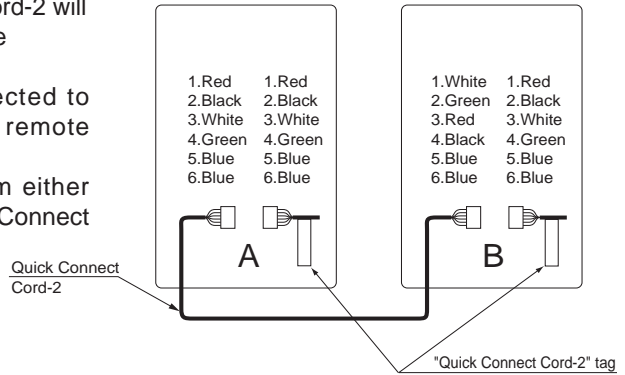 ord-2 will
e
ected to
remote
m either
Connect
1.Red 1.Red
2.Black 2.Black
3.White 3.White
4.Green 4.Green
5.Blue 5.Blue
6.Blue 6.Blue
1.White 1.Red
2.Green 2.Black
3.Red 3.White
4.Black 4.Green
5.Blue 5.Blue
6.Blue 6.Blue
A
B
Quick Connect
Cord-2
"Quick Connect Cord-2" tag